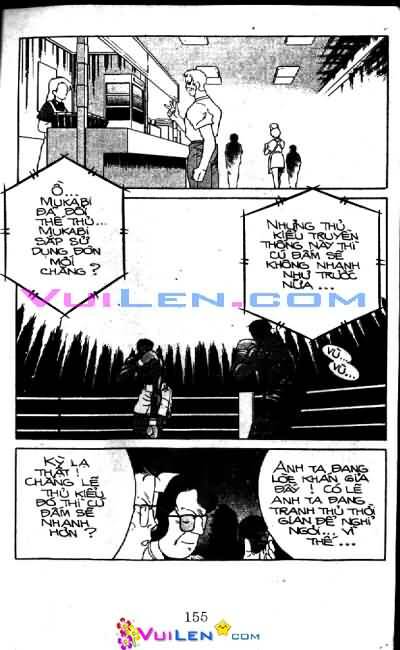 Ồ...
MUKABI
ĐÃ ĐỔI
THẾ THỦ...
MUKABI
SẮP SỬ
DỤNG ĐÒN
MỚI
CHĂNG?
NHƯNG THỦ
KIỂU TRUYỀN
THỐNG NÀY THÌ
CÚ ĐẤM SẼ
KHÔNG NHANH
NHƯ TRƯỚC
NỮA...
VUILEN.COM
VÙ...
VÙ...
KỲ LẠ
THẬT!
CHẲNG LẼ
THỦ KIỂU
ĐÓ THÌ CÚ
ĐẤM SẼ
NHANH
HƠN?
ANH TA ĐANG
LÒE KHÁN GIẢ
ĐẤY! CÓ LẼ
ANH TA ĐANG
TRANH THỦ THỜI
GIAN ĐỂ NGHỈ
NGƠI... VÌ
THẾ...
155
VUILEN.COM